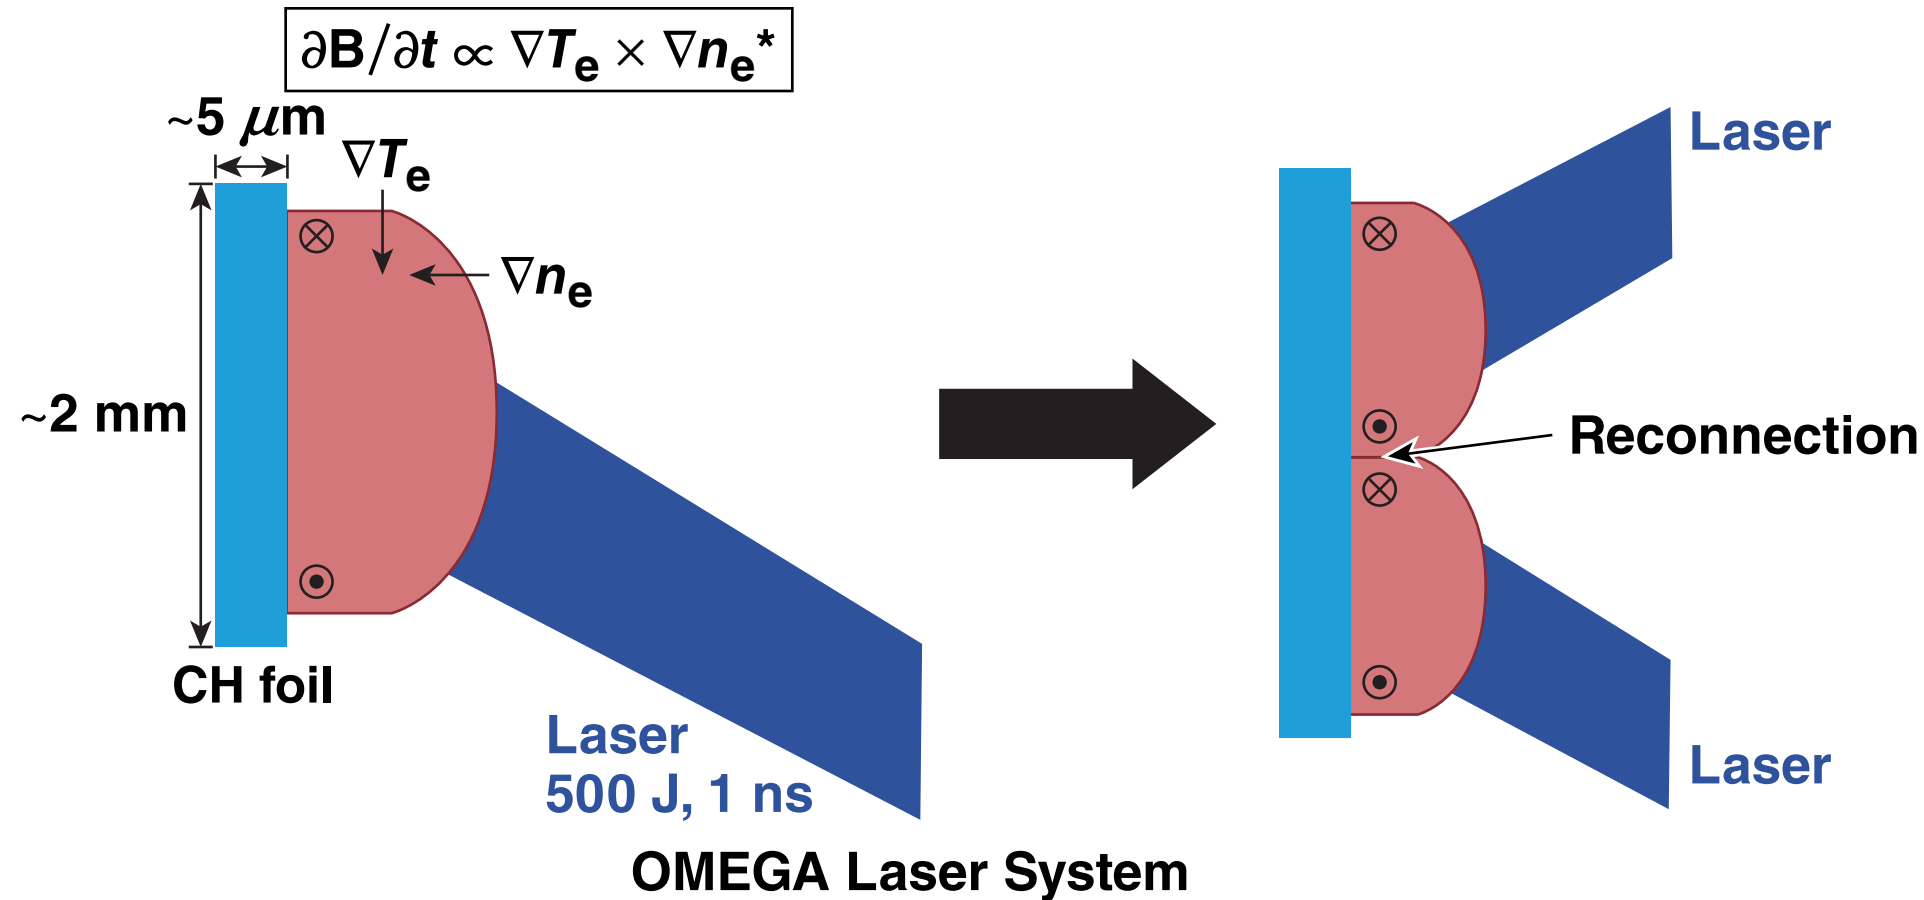 ∂B/∂t ∝ ∇Te × ∇ne*
~5 μm
∇Te
∇ne
~2 mm
CH foil
Laser
500 J, 1 ns
Laser
Reconnection
Laser
OMEGA Laser System